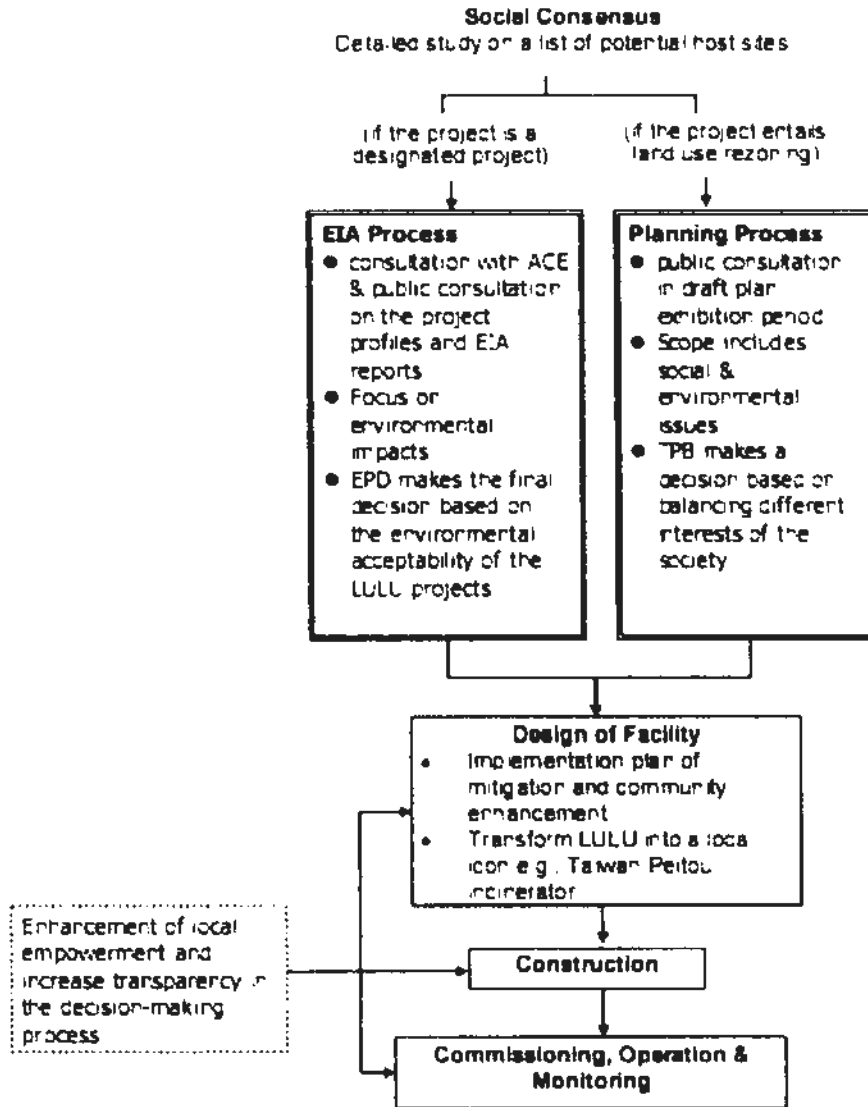 Social Consensus
Detailed study on a list of potential host sites
(if the project is a
designated project)
(if the project entails
land use rezoning)
EIA Process
● consultation with ACE
& public consultation
on the project
profiles and EIA
reports
● Focus on
environmental
impacts
● EPD makes the final
decision based on
the environmental
acceptability of the
LULU projects
Planning Process
● public consultation
in draft plan
exhibition period
● Scope includes
social &
environmental
issues
● TPB makes a
decision based on
balancing different
interests of the
society
Design of Facility
• Implementation plan of
mitigation and community
enhancement
• Transform LULU into a local
icon e.g., Taiwan Peitou
incinerator
Enhancement of local
empowerment and
increase transparency in
the decision-making
process
Construction
Commissioning, Operation &
Monitoring